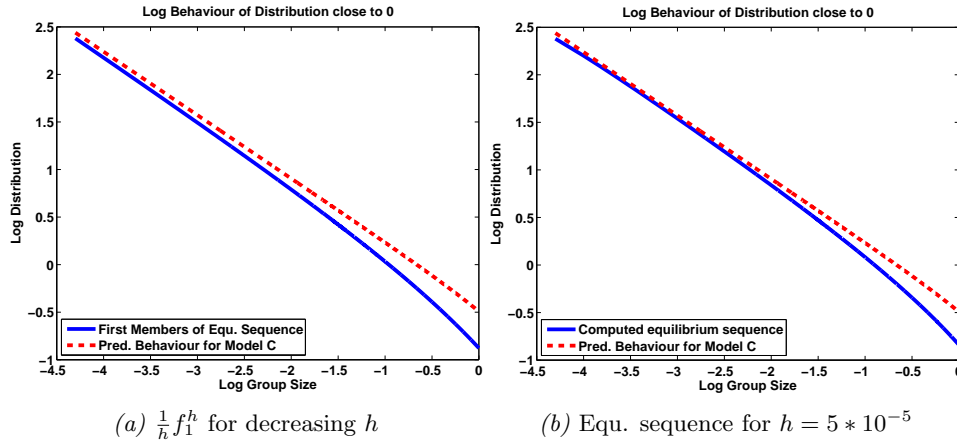 Log Behaviour of Distribution close to 0
2.5
2
1.5
1
0.5
0
−0.5
−1
Log Distribution
First Members of Equ. Sequence
Pred. Behaviour for Model C
−4.5 −4 −3.5 −3 −2.5 −2 −1.5 −1 −0.5 0
Log Group Size
(a) $\frac{1}{h} f_1^h$ for decreasing h
Log Behaviour of Distribution close to 0
2.5
2
1.5
1
0.5
0
−0.5
−1
Log Distribution
Computed equilibrium sequence
Pred. Behaviour for Model C
−4.5 −4 −3.5 −3 −2.5 −2 −1.5 −1 −0.5 0
Log Group Size
(b) Equ. sequence for h = 5 ∗ 10⁻⁵